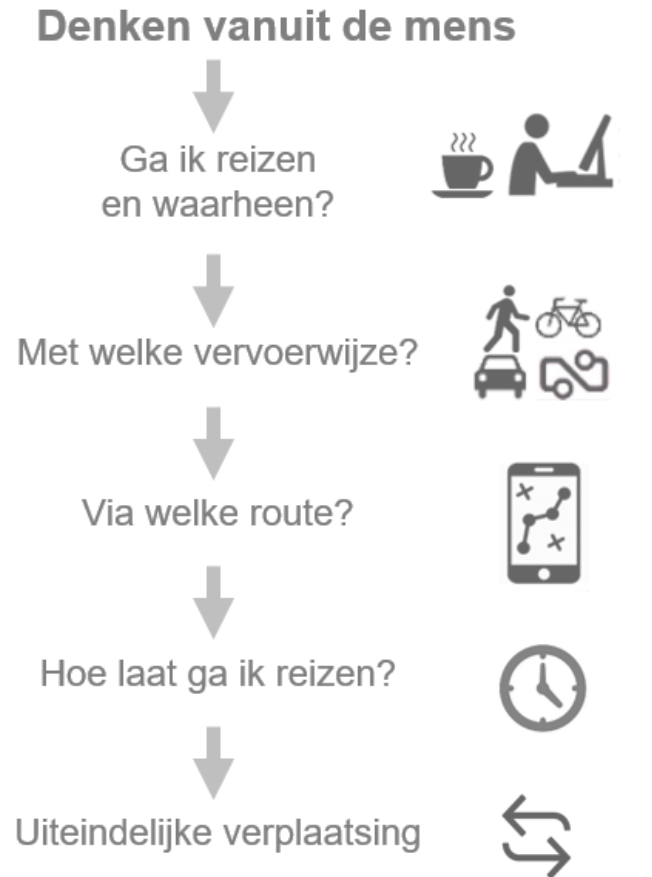 Denken vanuit de mens
Ga ik reizen
en waarheen?
Met welke vervoerwijze?
Via welke route?
Hoe laat ga ik reizen?
Uiteindelijke verplaatsing